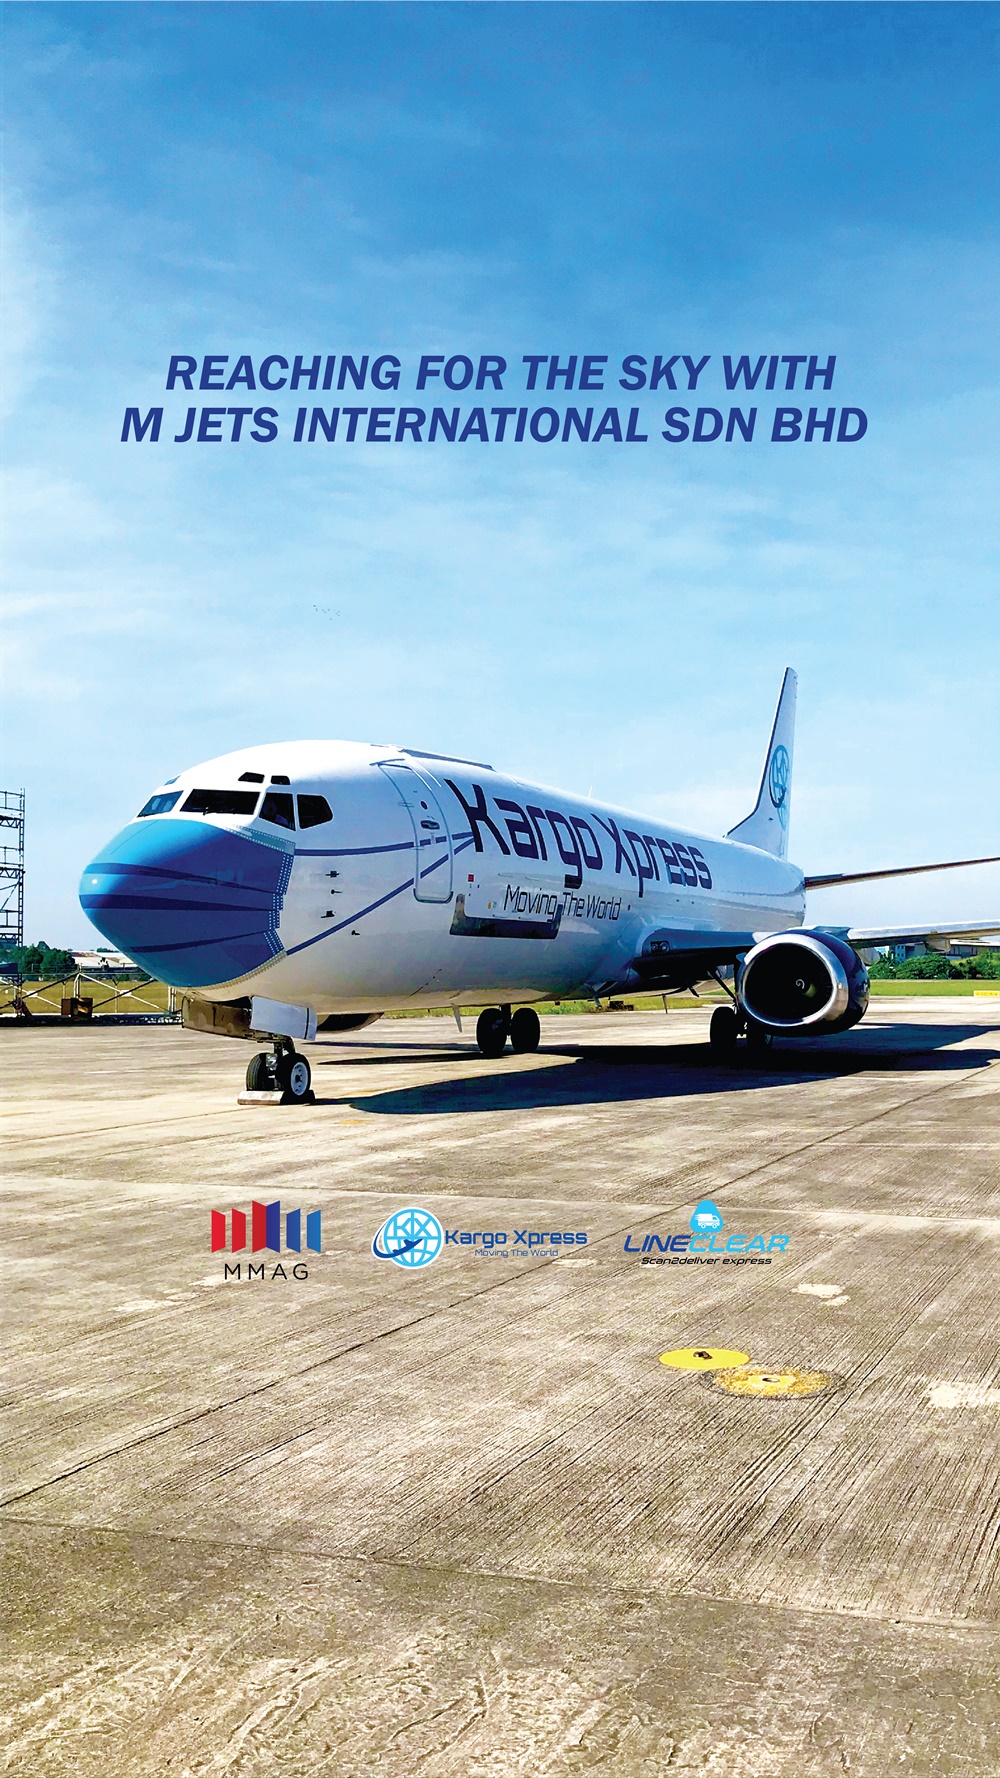 REACHING FOR THE SKY WITH
M JETS INTERNATIONAL SDN BHD
Kargo Xpress
Moving The World
MMAG
Kargo Xpress
Moving The World
LINECLEAR
Scan2deliver express